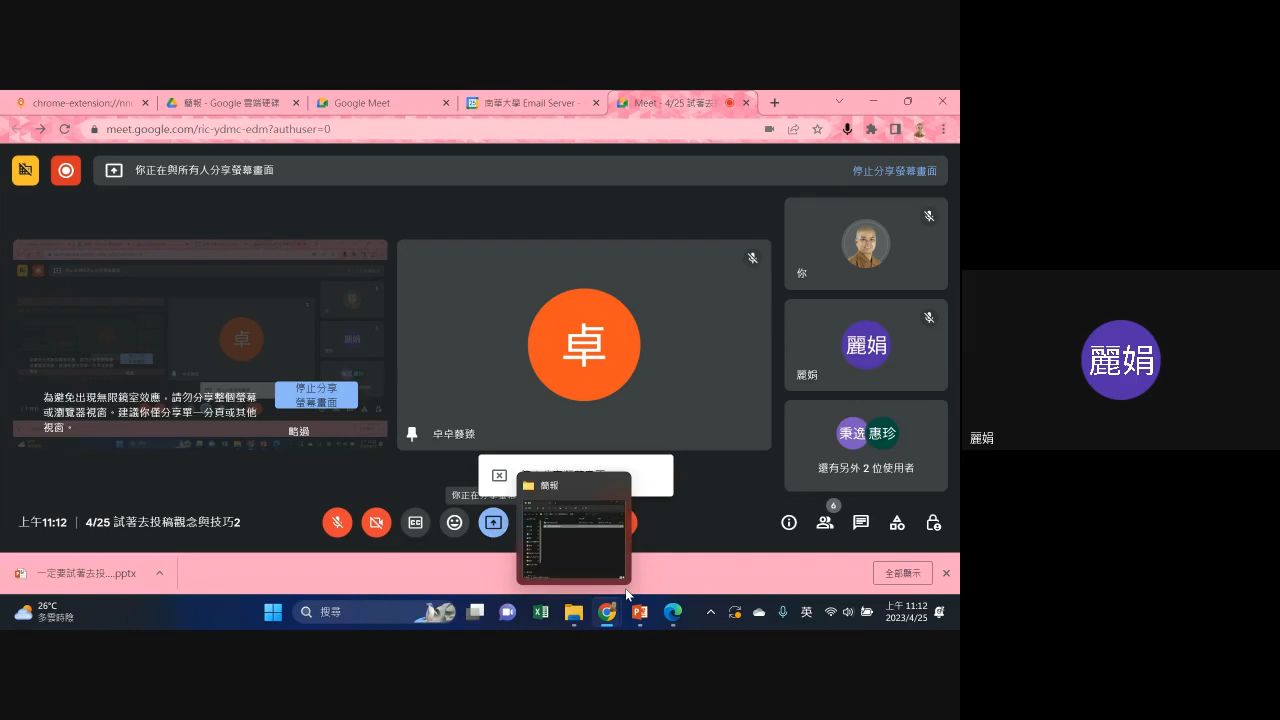 chrome-extension://nn
簡報 - Google 雲端硬碟
Google Meet
南華大學 Email Server -
Meet - 4/25 試著去
meet.google.com/ric-ydmc-edm?authuser=0
你正在與所有人分享螢幕畫面
停止分享螢幕畫面
你
卓
麗娟
麗娟
為避免出現無限鏡室效應，請勿分享整個螢幕
或瀏覽器視窗。建議你僅分享單一分頁或其他
視窗。
停止分享
螢幕畫面
略過
卓卓藝臻
秉逸 惠珍
還有另外 2 位使用者
簡報
你正在
6
上午11:12 | 4/25 試著去投稿觀念與技巧2
一定要試著去投....pptx
全部顯示
26°C
多雲時陰
搜尋
英
上午 11:12
2023/4/25
麗娟
麗娟